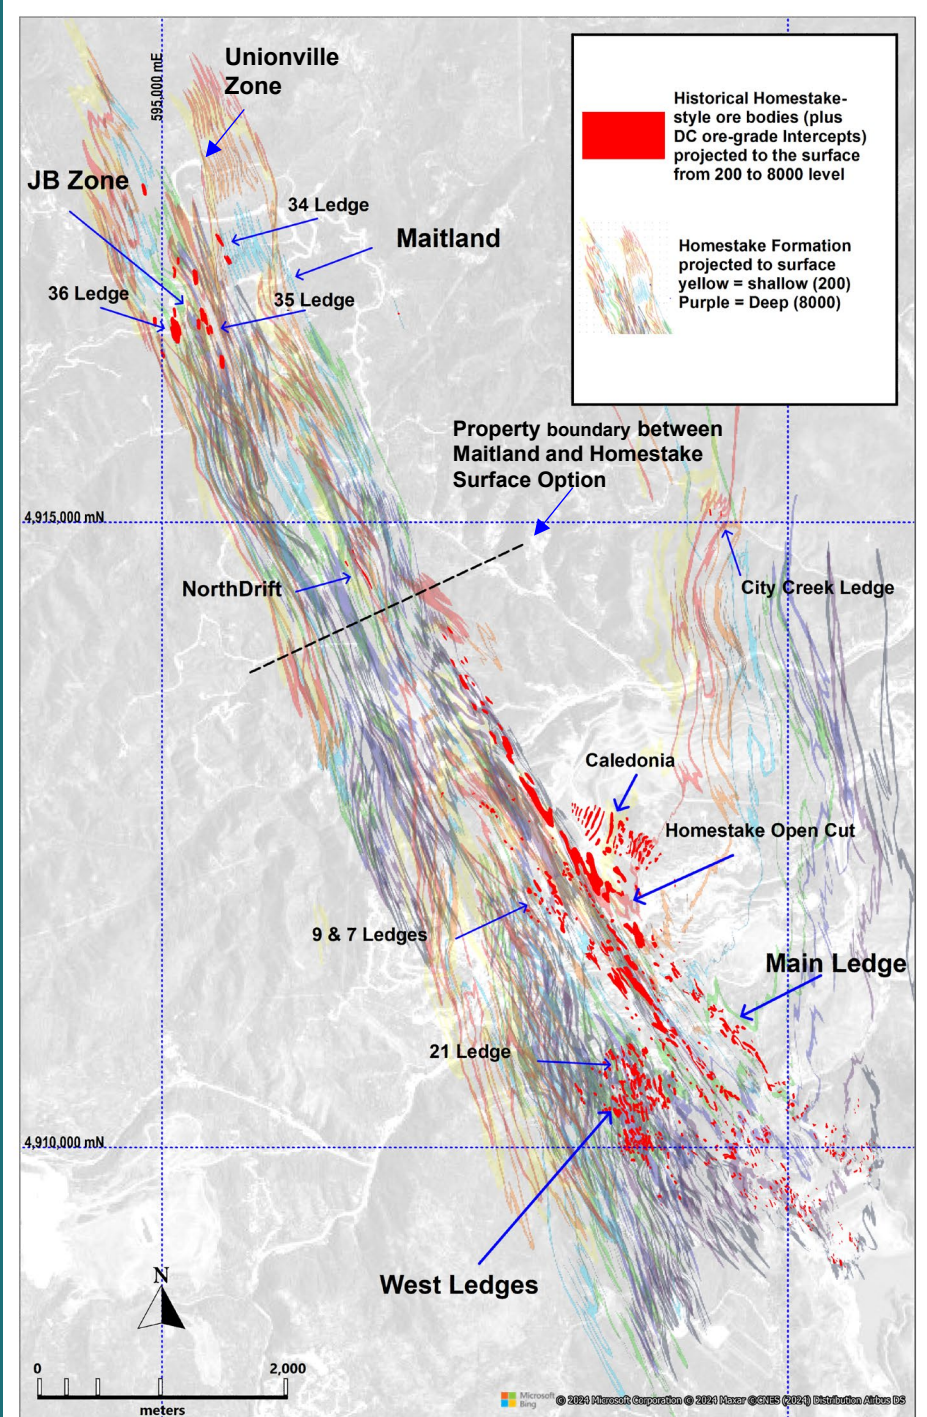 Unionville
Zone
595,000 mE
JB Zone
34 Ledge
Maitland
36 Ledge
35 Ledge
Historical Homestake-
style ore bodies (plus
DC ore-grade Intercepts)
projected to the surface
from 200 to 8000 level
Homestake Formation
projected to surface
yellow = shallow (200)
Purple = Deep (8000)
Property boundary between
Maitland and Homestake
Surface Option
4,915,000 mN
NorthDrift
City Creek Ledge
Caledonia
Homestake Open Cut
9 & 7 Ledges
Main Ledge
21 Ledge
4,910,000 mN
West Ledges
N
0 2,000
meters
Microsoft
Bing
© 2024 Microsoft Corporation © 2024 Maxar ©CNES (2024) Distribution Airbus DS